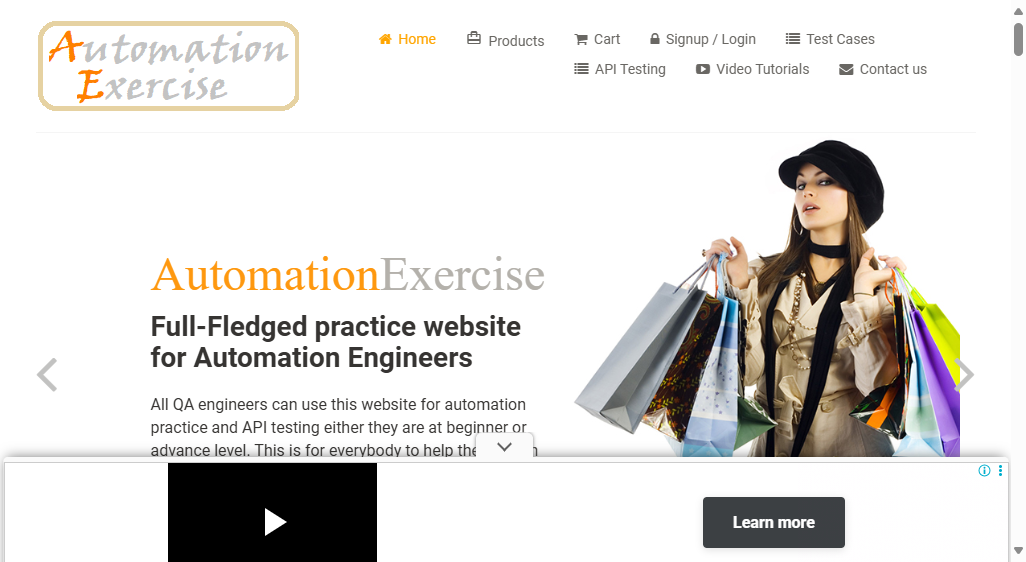 Automation
Exercise
Home
Products
Cart
Signup / Login
Test Cases
API Testing
Video Tutorials
Contact us
AutomationExercise
Full-Fledged practice website
for Automation Engineers
All QA engineers can use this website for automation
practice and API testing either they are at beginner or
advance level. This is for everybody to help
Learn more